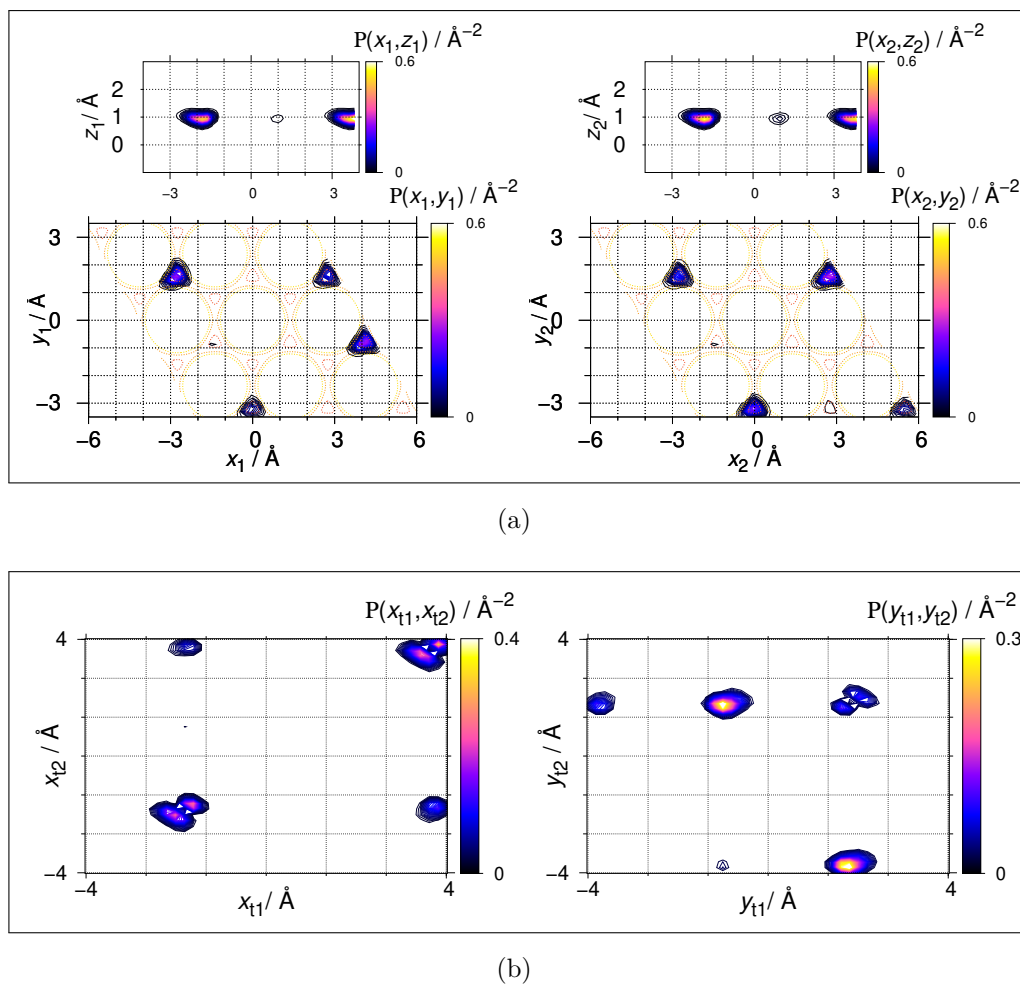 P(x₁,z₁) / Å⁻²
0.6
0
z₁/ Å
2
1
0
−3
0
3
P(x₂,z₂) / Å⁻²
0.6
0
z₂/ Å
2
1
0
−3
0
3
P(x₁,y₁) / Å⁻²
0.6
0
y₁/ Å
3
0
−3
−6
−3
0
3
6
x₁/ Å
P(x₂,y₂) / Å⁻²
0.6
0
y₂/ Å
3
0
−3
−6
−3
0
3
6
x₂/ Å
(a)
P(xₜ₁,xₜ₂) / Å⁻²
0.4
0
xₜ₂/ Å
4
−4
−4
4
xₜ₁/ Å
P(yₜ₁,yₜ₂) / Å⁻²
0.3
0
yₜ₂/ Å
4
−4
−4
4
yₜ₁/ Å
(b)